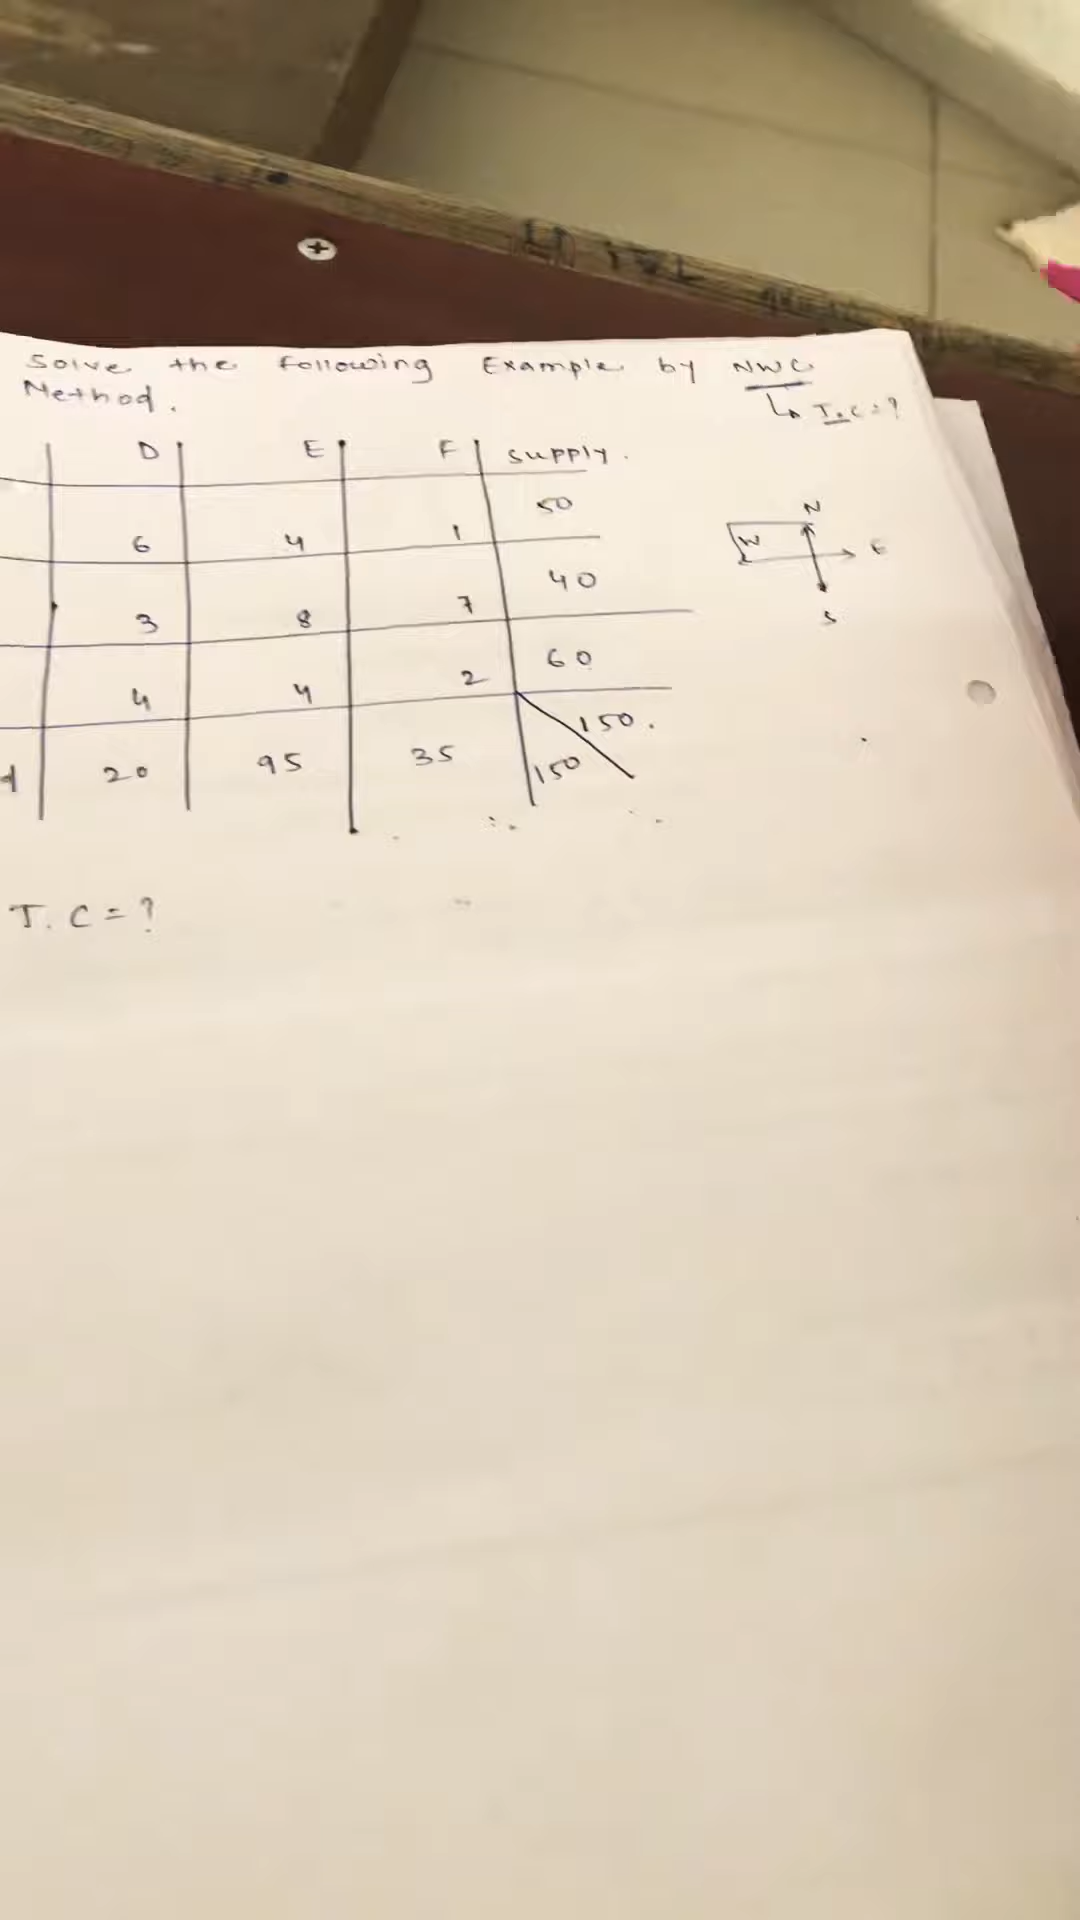 Solve the following Example by NWC
Method.
T.C=?
D E F supply.
N
50
6 4 1
W E
40
3 8 7
S
60
4 4 2
150.
d 20 95 35
150
T.C=?